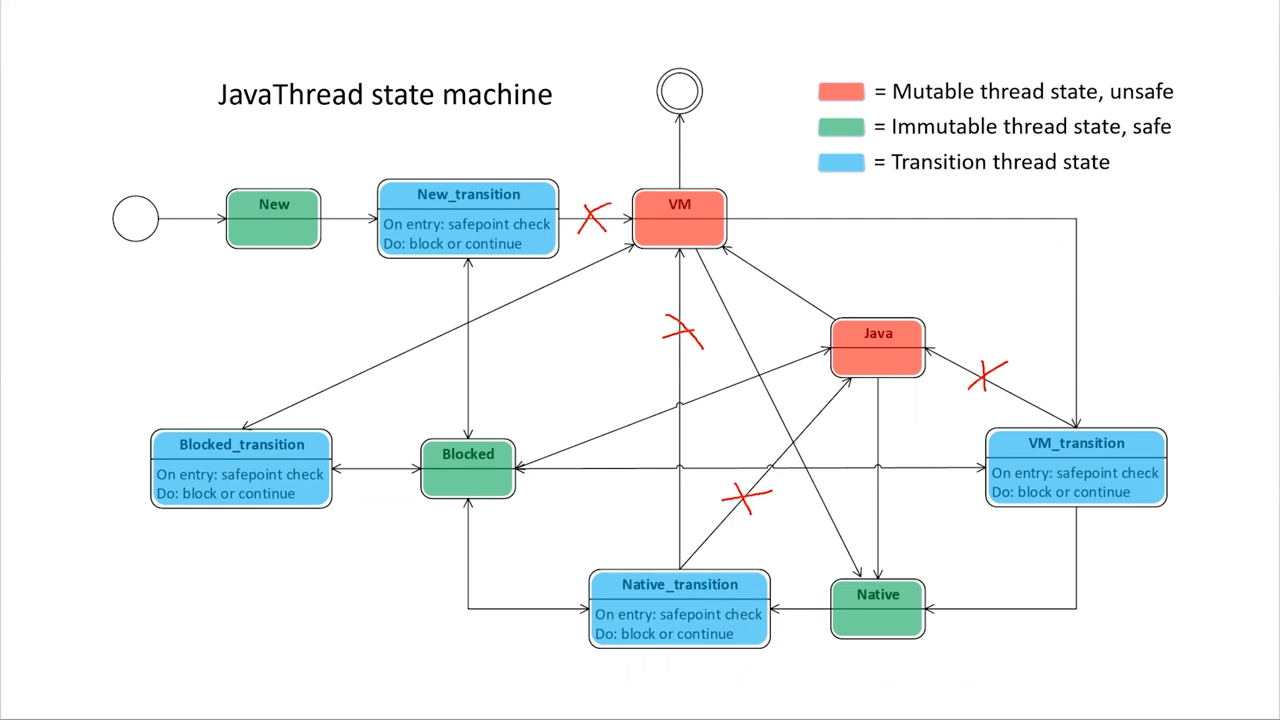 JavaThread state machine
= Mutable thread state, unsafe
= Immutable thread state, safe
= Transition thread state
New
New_transition
On entry: safepoint check
Do: block or continue
VM
Java
Blocked_transition
On entry: safepoint check
Do: block or continue
Blocked
VM_transition
On entry: safepoint check
Do: block or continue
Native_transition
On entry: safepoint check
Do: block or continue
Native